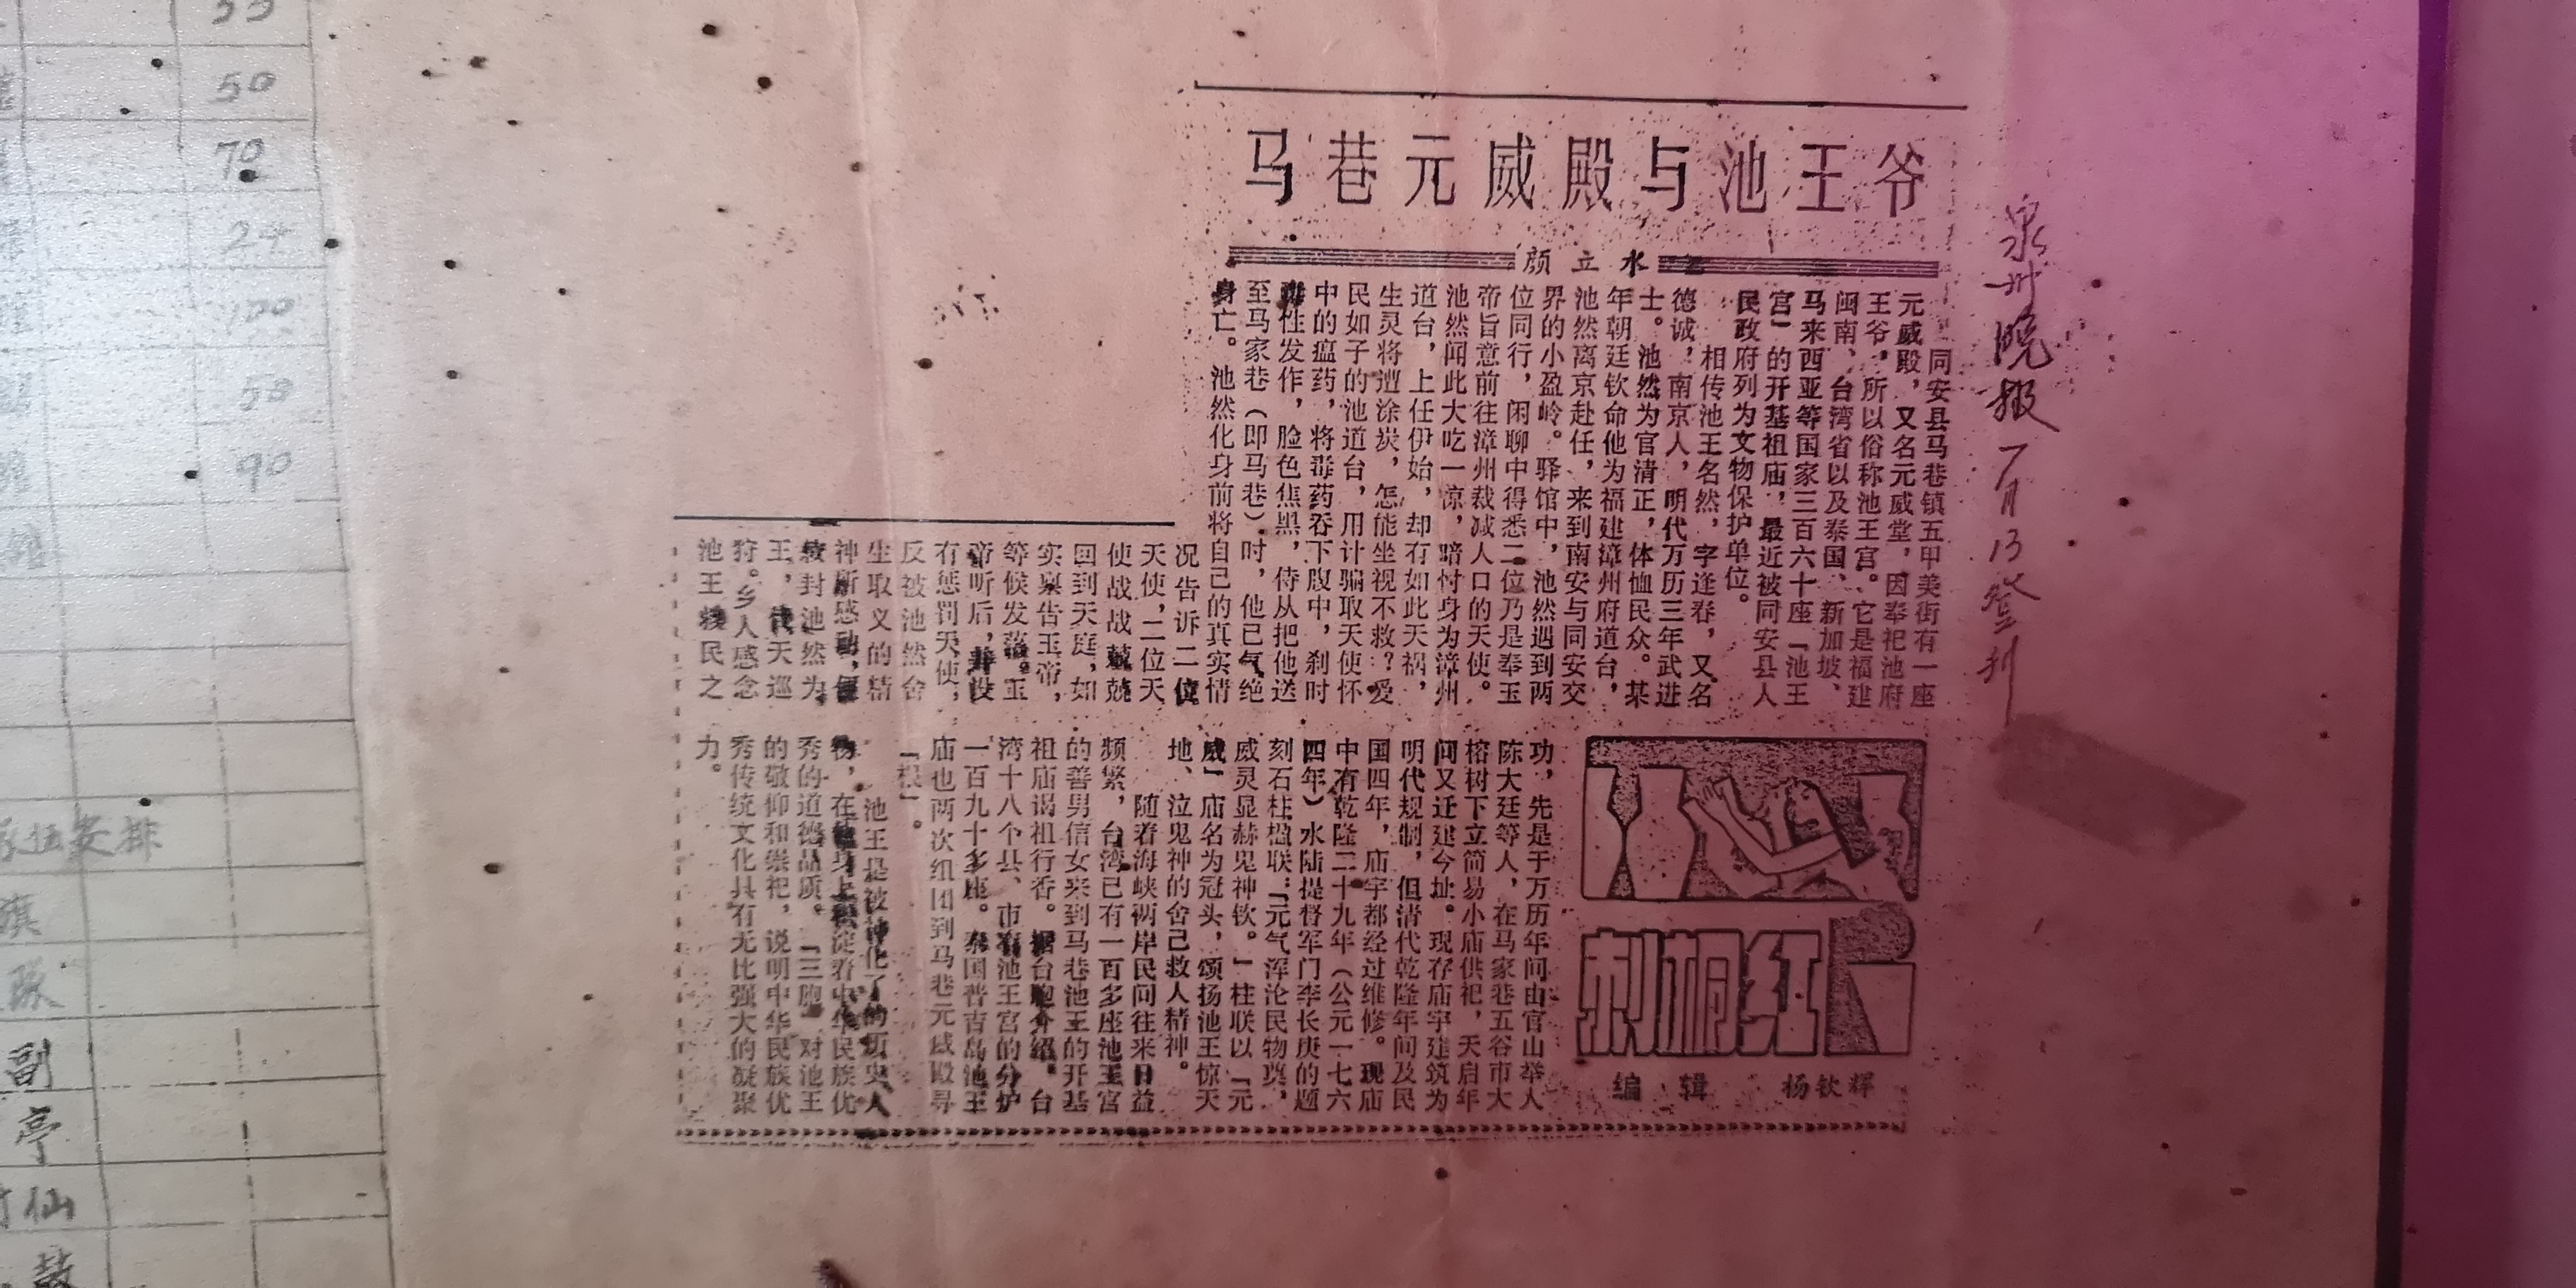 马巷元威殿与池王爷
颜立水
同安县马巷镇五甲美街有一座
元威殿，又名元威堂，因奉祀池府
王爷，所以俗称池王宫。它是福建
闽南、台湾省以及泰国、新加坡、
马来西亚等国家三百六十座「池王
宫」的开基祖庙，最近被同安县人
民政府列为文物保护单位。
相传池王名然，字逢春，又名
德诚，南京人，明代万历三年武进
士。池然为官清正，体恤民众。某
年朝廷钦命他为福建漳州府道台，
池然离京赴任，来到南安与同安交
界的小盈岭。驿馆中，池然遇到两
位同行，闲聊中得悉二位乃是奉玉
帝旨意前往漳州裁减人口的天使。
池然闻此大吃一惊，暗忖身为漳州
道台，上任伊始，却有如此天祸，
生灵将遭涂炭，怎能坐视不救？爱
民如子的池道台，用计骗取天使怀
中的瘟药，将毒药吞下腹中，刹时
毒性发作，脸色焦黑，侍从把他送
至马家巷（即马巷）时，他已气绝
身亡。池然化身前将自己的真实情
况告诉二位
天使，二位天
使战战兢兢
回到天庭，如
实禀告玉帝，
等候发落。玉
帝听后，并没
有惩罚天使，
反被池然舍
生取义的精
神所感动，便
敕封池然为
王，代天巡
狩。乡人感念
池王救民之
功，先是于万历年间由官山举人
陈大廷等人，在马家巷五谷市大
榕树下立简易小庙供祀，天启年
间又迁建今址。现存庙宇建筑为
明代规制，但清代乾隆年间及民
国四年，庙宇都经过维修。现庙
中有乾隆二十九年（公元一七六
四年）水陆提督军门李长庚的题
刻石柱楹联：「元气浑沦民物奠，
威灵显赫鬼神钦。」柱联以「元
威」庙名为冠头，颂扬池王惊天
地、泣鬼神的舍己救人精神。
随着海峡两岸民间往来日益
频繁，台湾已有一百多座池王宫
的善男信女来到马巷池王的开基
祖庙谒祖行香。据台胞介绍，台
湾十八个县、市有池王宫的分炉
一百九十多座。泰国普吉岛池王
庙也两次组团到马巷元威殿寻
「根」。
池王是被神化了的历史人
物，在他身上积淀着中华民族优
秀的道德品质。「三胞」对池王
的敬仰和崇祀，说明中华民族优
秀传统文化具有无比强大的凝聚
力。
刺桐红
编辑 杨钦辉
泉州晚报7月13登刊
50
70
24
100
50
90
馆
队伍安排
旗
队
副
亭
仙
鼓